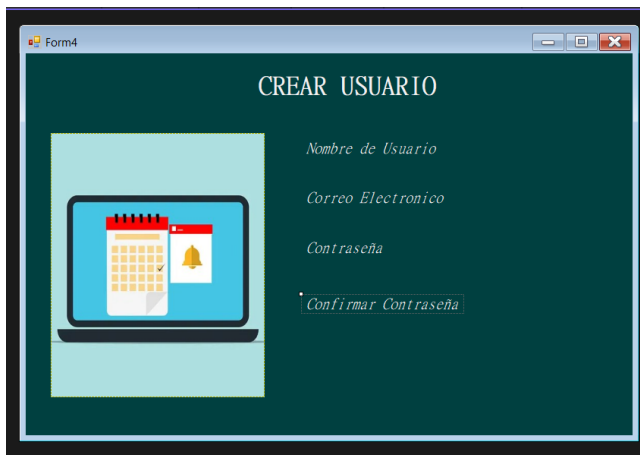 Form4
CREAR USUARIO
Nombre de Usuario
Correo Electronico
Contraseña
Confirmar Contraseña